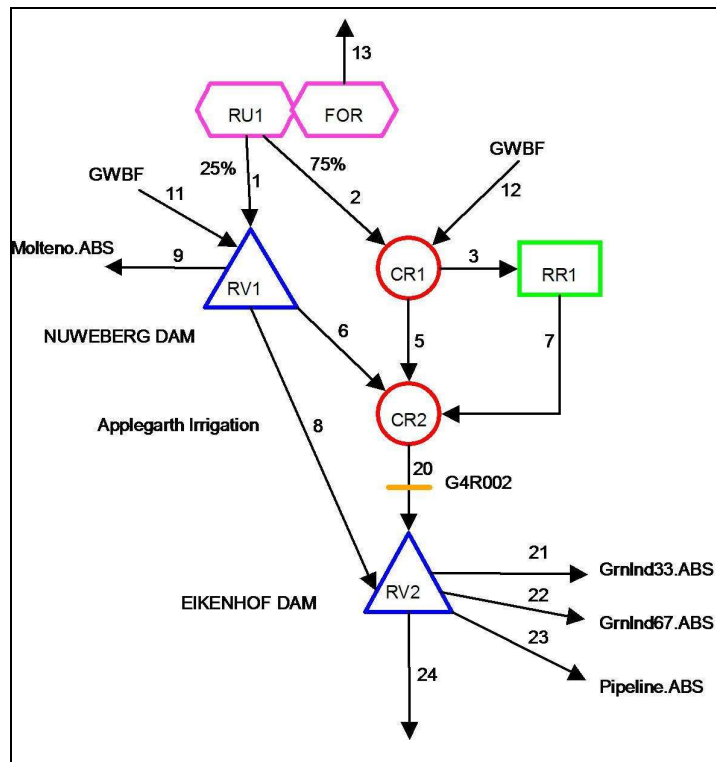 13
RU1
FOR
25%
75%
GWBF
GWBF
1
2
11
12
Molteno.ABS
9
CR1
3
RR1
RV1
NUWEBERG DAM
6
5
7
Applegarth Irrigation
8
CR2
20
G4R002
21
GrnInd33.ABS
EIKENHOF DAM
RV2
22
GrnInd67.ABS
23
24
Pipeline.ABS